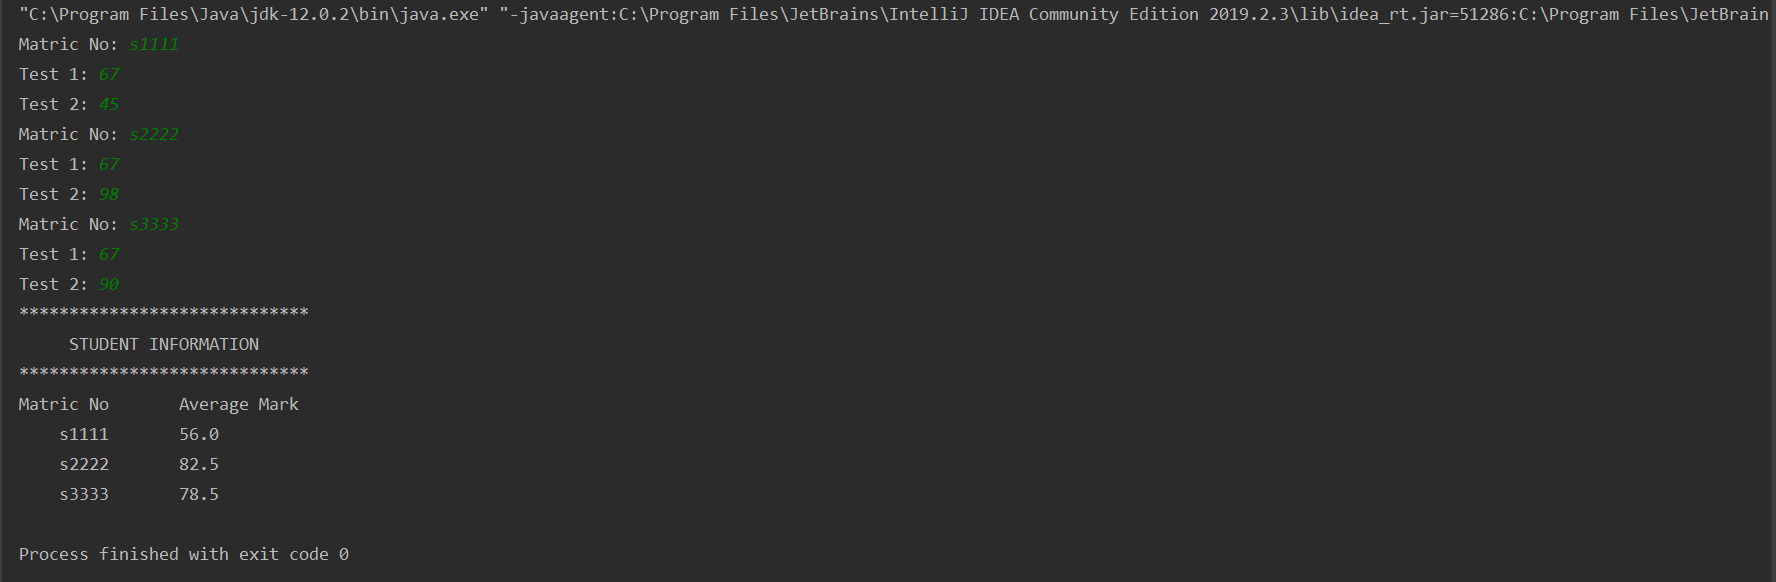 "C:\Program Files\Java\jdk-12.0.2\bin\java.exe" "-javaagent:C:\Program Files\JetBrains\IntelliJ IDEA Community Edition 2019.2.3\lib\idea_rt.jar=51286:C:\Program Files\JetBrain
Matric No: s1111
Test 1: 67
Test 2: 45
Matric No: s2222
Test 1: 67
Test 2: 98
Matric No: s3333
Test 1: 67
Test 2: 90
*****************************
     STUDENT INFORMATION
*****************************
Matric No       Average Mark
    s1111       56.0
    s2222       82.5
    s3333       78.5
Process finished with exit code 0